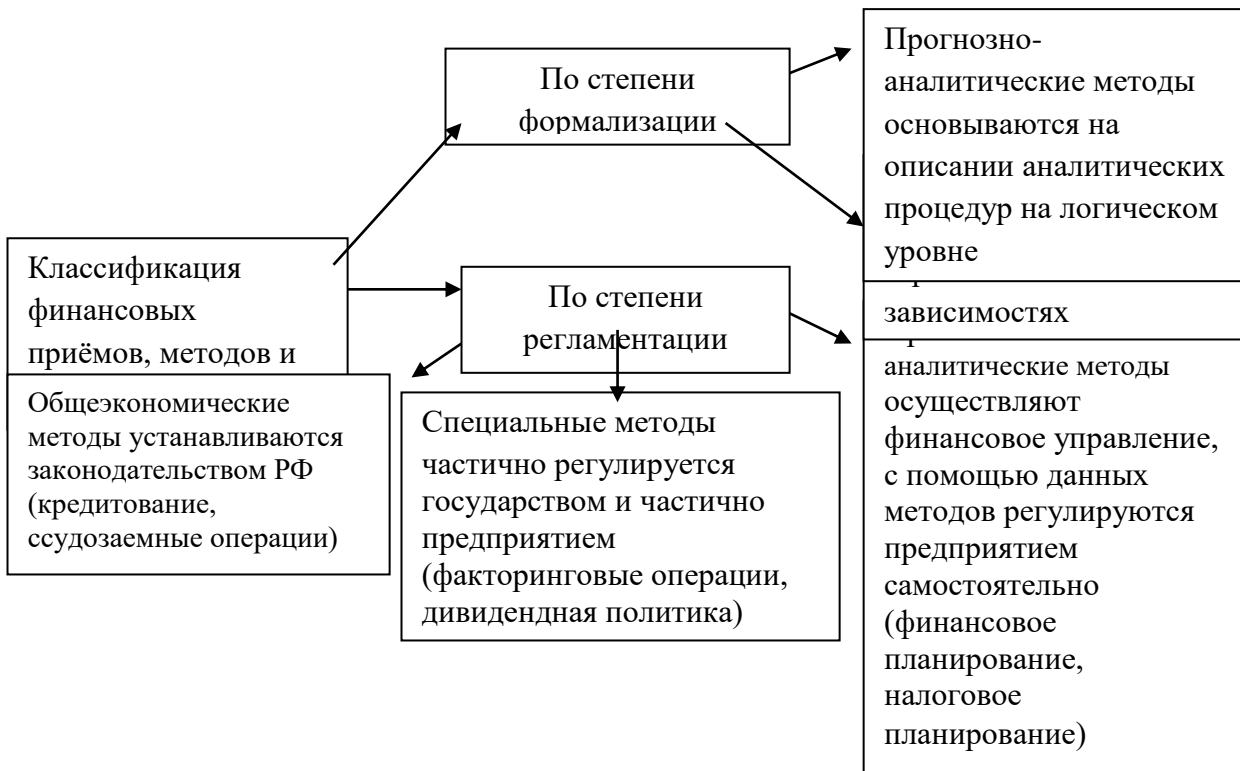 По степени
формализации
Прогнозно-
аналитические методы
основываются на
описании аналитических
процедур на логическом
уровне
Классификация
финансовых
приёмов, методов и
По степени
регламентации
зависимостях
Общеэкономические
методы устанавливаются
законодательством РФ
(кредитование,
ссудозаемные операции)
Специальные методы
частично регулируется
государством и частично
предприятием
(факторинговые операции,
дивидендная политика)
аналитические методы
осуществляют
финансовое управление,
с помощью данных
методов регулируются
предприятием
самостоятельно
(финансовое
планирование,
налоговое
планирование)